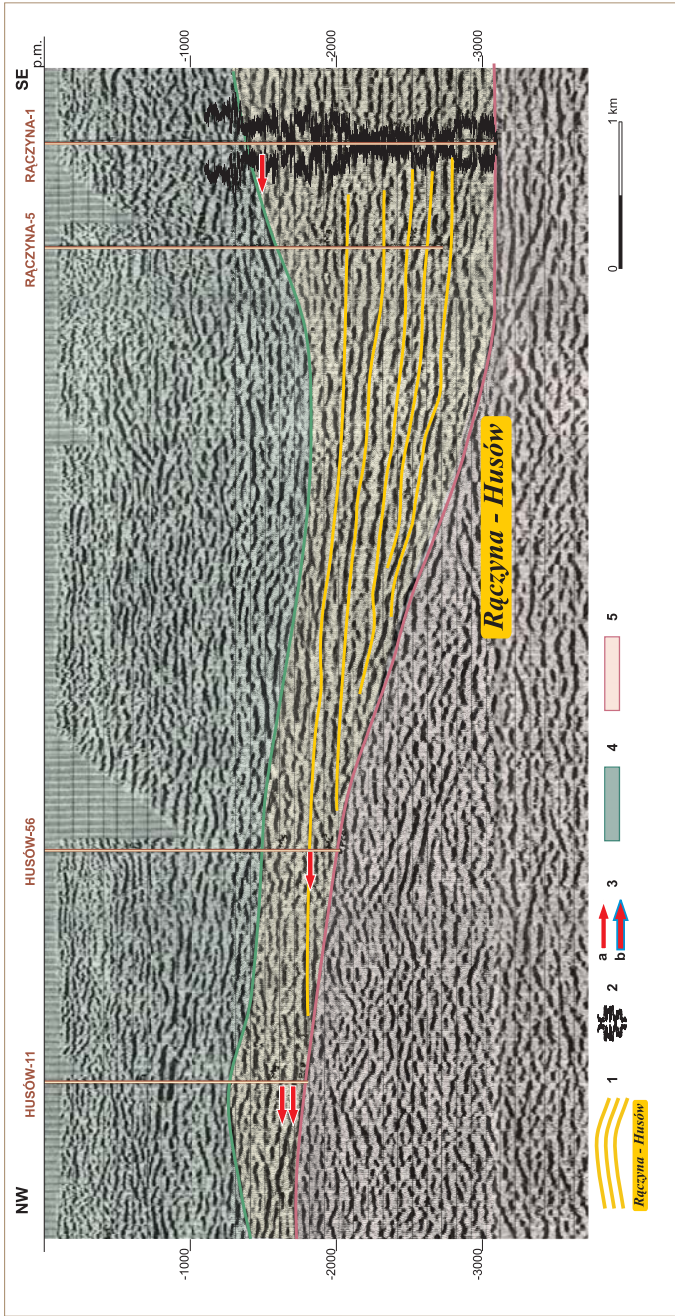 NW
HUSÓW-11
HUSÓW-56
RĄCZYNA-5
RĄCZYNA-1
SE
p.m.
-1000
-2000
-3000
-1000
-2000
-3000
Rączyna - Husów
0
1 km
Rączyna - Husów
1
2
a
b
3
4
5